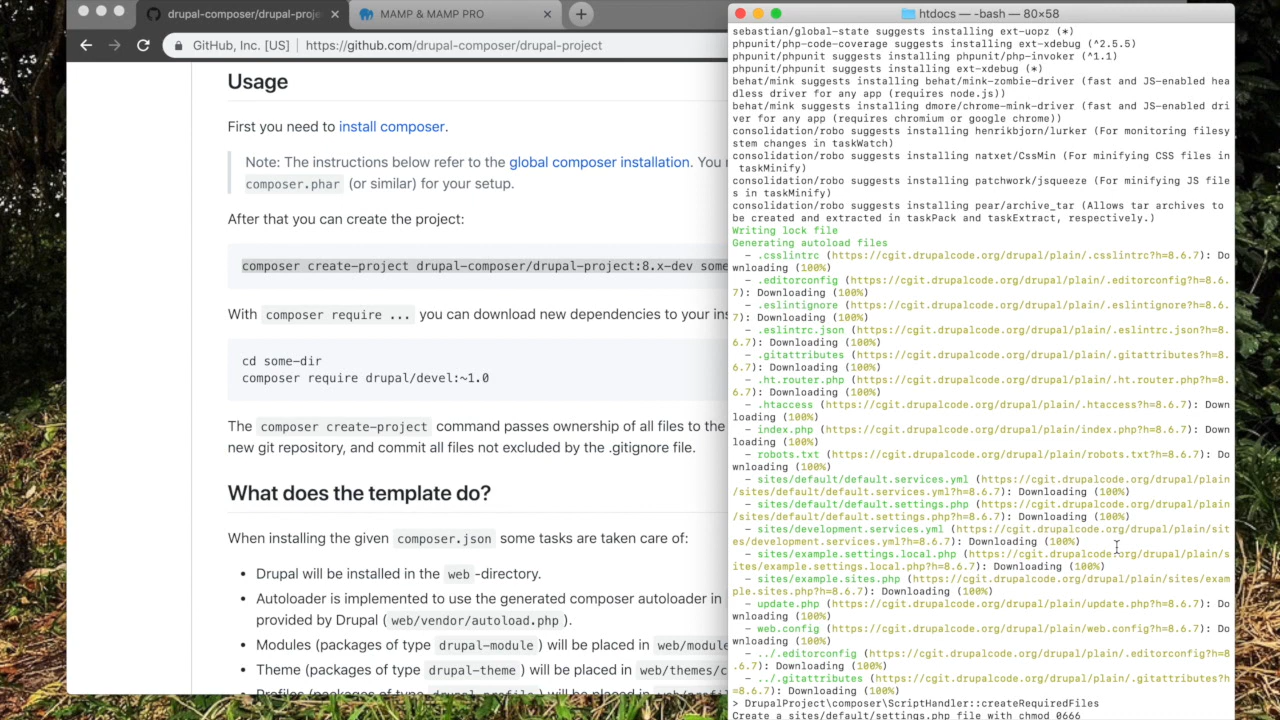 drupal-composer/drupal-proje
MAMP & MAMP PRO
GitHub, Inc. [US]
https://github.com/drupal-composer/drupal-project
Usage
First you need to install composer.
Note: The instructions below refer to the global composer installation. You
composer.phar (or similar) for your setup.
After that you can create the project:
composer create-project drupal-composer/drupal-project:8.x-dev some
With composer require ... you can download new dependencies to your ins
cd some-dir
composer require drupal/devel:~1.0
The composer create-project command passes ownership of all files to the
new git repository, and commit all files not excluded by the .gitignore file.
What does the template do?
When installing the given composer.json some tasks are taken care of:
• Drupal will be installed in the web -directory.
• Autoloader is implemented to use the generated composer autoloader in
provided by Drupal ( web/vendor/autoload.php ).
• Modules (packages of type drupal-module ) will be placed in web/module
• Theme (packages of type drupal-theme ) will be placed in web/themes/c
htdocs — -bash — 80×58
sebastian/global-state suggests installing ext-uopz (*)
phpunit/php-code-coverage suggests installing ext-xdebug (^2.5.5)
phpunit/phpunit suggests installing phpunit/php-invoker (^1.1)
phpunit/phpunit suggests installing ext-xdebug (*)
behat/mink suggests installing behat/mink-zombie-driver (fast and JS-enabled hea
dless driver for any app (requires node.js))
behat/mink suggests installing dmore/chrome-mink-driver (fast and JS-enabled dri
ver for any app (requires chromium or google chrome))
consolidation/robo suggests installing henrikbjorn/lurker (For monitoring filesy
stem changes in taskWatch)
consolidation/robo suggests installing natxet/CssMin (For minifying CSS files in
taskMinify)
consolidation/robo suggests installing patchwork/jsqueeze (For minifying JS file
s in taskMinify)
consolidation/robo suggests installing pear/archive_tar (Allows tar archives to
be created and extracted in taskPack and taskExtract, respectively.)
Writing lock file
Generating autoload files
- .csslintrc (https://cgit.drupalcode.org/drupal/plain/.csslintrc?h=8.6.7): Do
wnloading (100%)
- .editorconfig (https://cgit.drupalcode.org/drupal/plain/.editorconfig?h=8.6.
7): Downloading (100%)
- .eslintignore (https://cgit.drupalcode.org/drupal/plain/.eslintignore?h=8.6.
7): Downloading (100%)
- .eslintrc.json (https://cgit.drupalcode.org/drupal/plain/.eslintrc.json?h=8.
6.7): Downloading (100%)
- .gitattributes (https://cgit.drupalcode.org/drupal/plain/.gitattributes?h=8.
6.7): Downloading (100%)
- .ht.router.php (https://cgit.drupalcode.org/drupal/plain/.ht.router.php?h=8.
6.7): Downloading (100%)
- .htaccess (https://cgit.drupalcode.org/drupal/plain/.htaccess?h=8.6.7): Down
loading (100%)
- index.php (https://cgit.drupalcode.org/drupal/plain/index.php?h=8.6.7): Down
loading (100%)
- robots.txt (https://cgit.drupalcode.org/drupal/plain/robots.txt?h=8.6.7): Do
wnloading (100%)
- sites/default/default.services.yml (https://cgit.drupalcode.org/drupal/plain
/sites/default/default.services.yml?h=8.6.7): Downloading (100%)
- sites/default/default.settings.php (https://cgit.drupalcode.org/drupal/plain
/sites/default/default.settings.php?h=8.6.7): Downloading (100%)
- sites/development.services.yml (https://cgit.drupalcode.org/drupal/plain/sit
es/development.services.yml?h=8.6.7): Downloading (100%)
- sites/example.settings.local.php (https://cgit.drupalcode.org/drupal/plain/s
ites/example.settings.local.php?h=8.6.7): Downloading (100%)
- sites/example.sites.php (https://cgit.drupalcode.org/drupal/plain/sites/exam
ple.sites.php?h=8.6.7): Downloading (100%)
- update.php (https://cgit.drupalcode.org/drupal/plain/update.php?h=8.6.7): Do
wnloading (100%)
- web.config (https://cgit.drupalcode.org/drupal/plain/web.config?h=8.6.7): Do
wnloading (100%)
- ../.editorconfig (https://cgit.drupalcode.org/drupal/plain/.editorconfig?h=8
.6.7): Downloading (100%)
- ../.gitattributes (https://cgit.drupalcode.org/drupal/plain/.gitattributes?h
=8.6.7): Downloading (100%)
> DrupalProject\composer\ScriptHandler::createRequiredFiles
Create a sites/default/settings.php file with chmod 0666